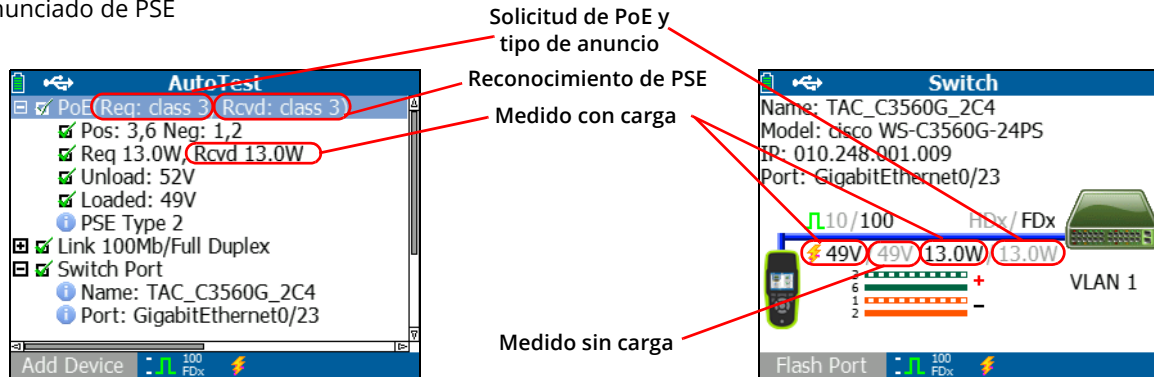 nunciado de PSE
Solicitud de PoE y
tipo de anuncio
Reconocimiento de PSE
Medido con carga
Medido sin carga
AutoTest
PoE (Req: class 3, Rcvd: class 3)
Pos: 3,6 Neg: 1,2
Req 13.0W, Rcvd 13.0W
Unload: 52V
Loaded: 49V
PSE Type 2
Link 100Mb/Full Duplex
Switch Port
Name: TAC_C3560G_2C4
Port: GigabitEthernet0/23
Add Device 100 FDx
Switch
Name: TAC_C3560G_2C4
Model: cisco WS-C3560G-24PS
IP: 010.248.001.009
Port: GigabitEthernet0/23
10/100 HDx/FDx
49V/49V 13.0W/13.0W
3
6 +
1
2 −
VLAN 1
Flash Port 100 FDx